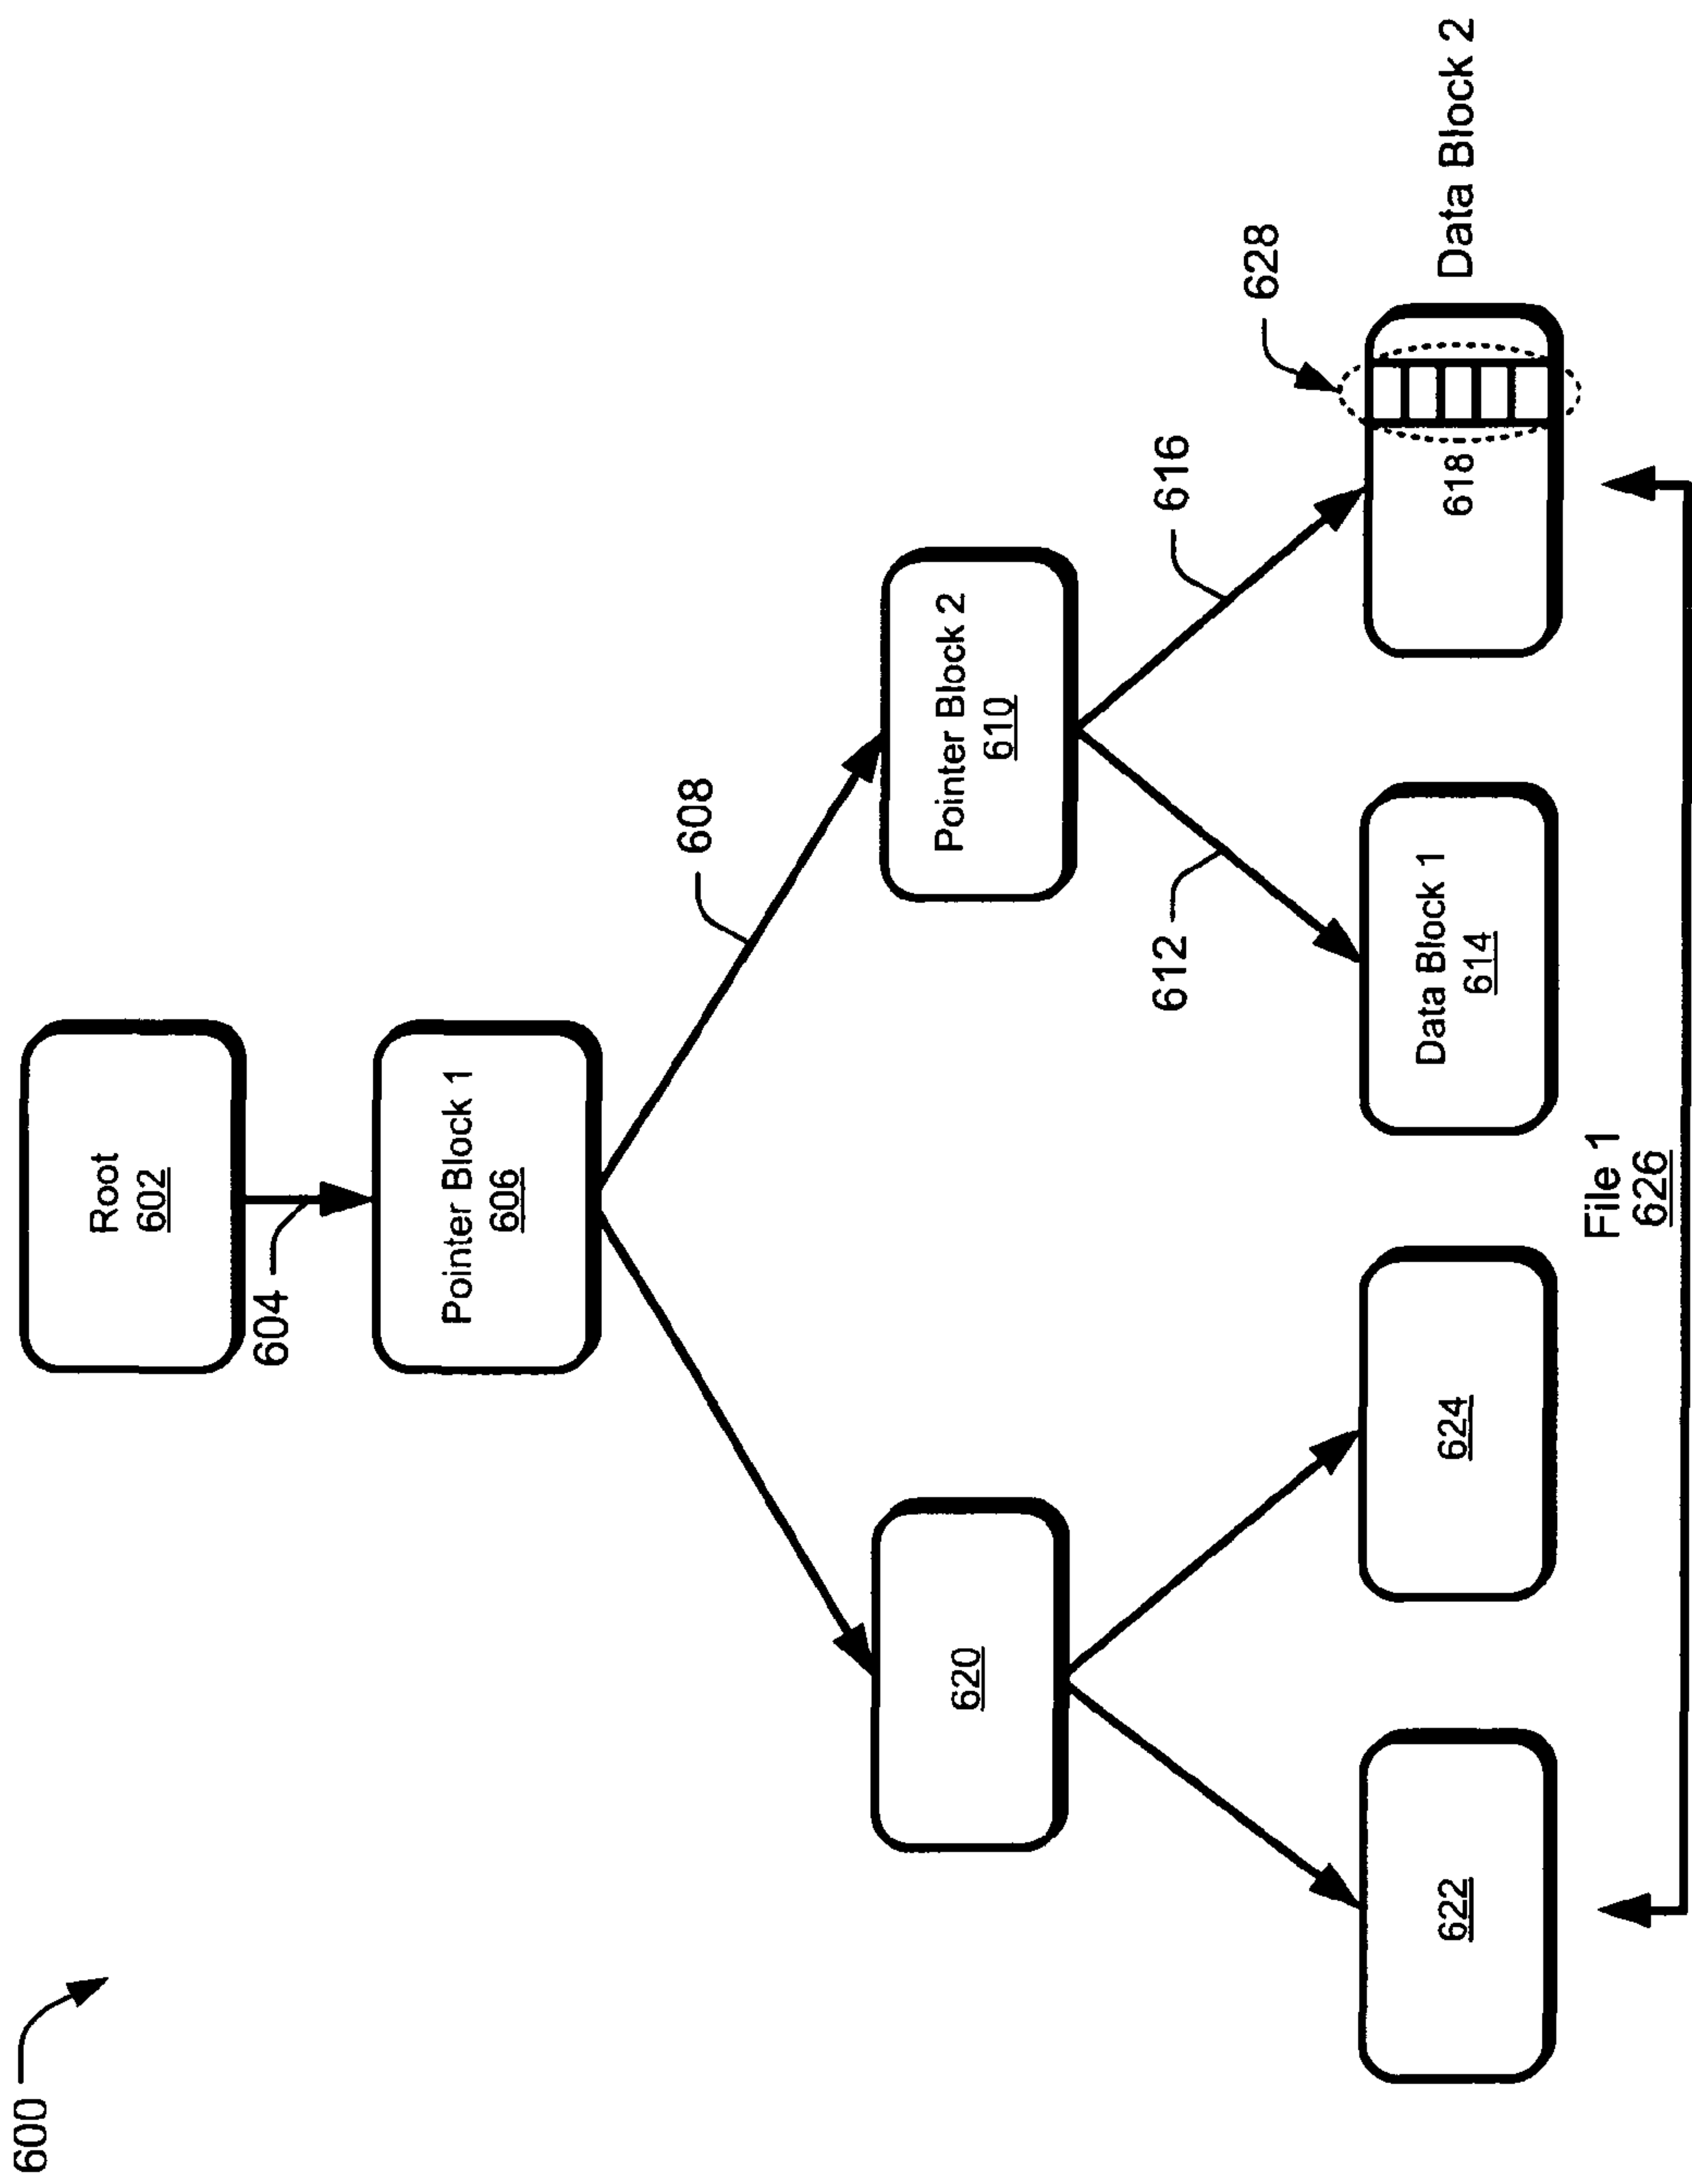 600
Root
602
604
Pointer Block 1
606
608
620
Pointer Block 2
610
612
616
628
622
624
Data Block 1
614
618
Data Block 2
File 1
626